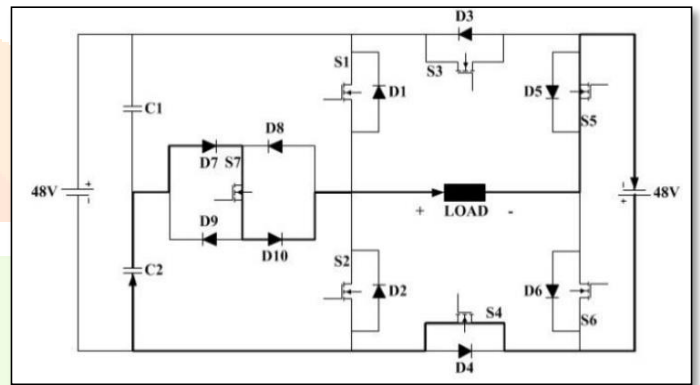 D3
S1
S3
D1
D5
S5
C1
D8
D7 S7
48V
+
-
-
+
48V
+ LOAD -
D9
D10
C2
S2
D2
S4
D6
S6
D4